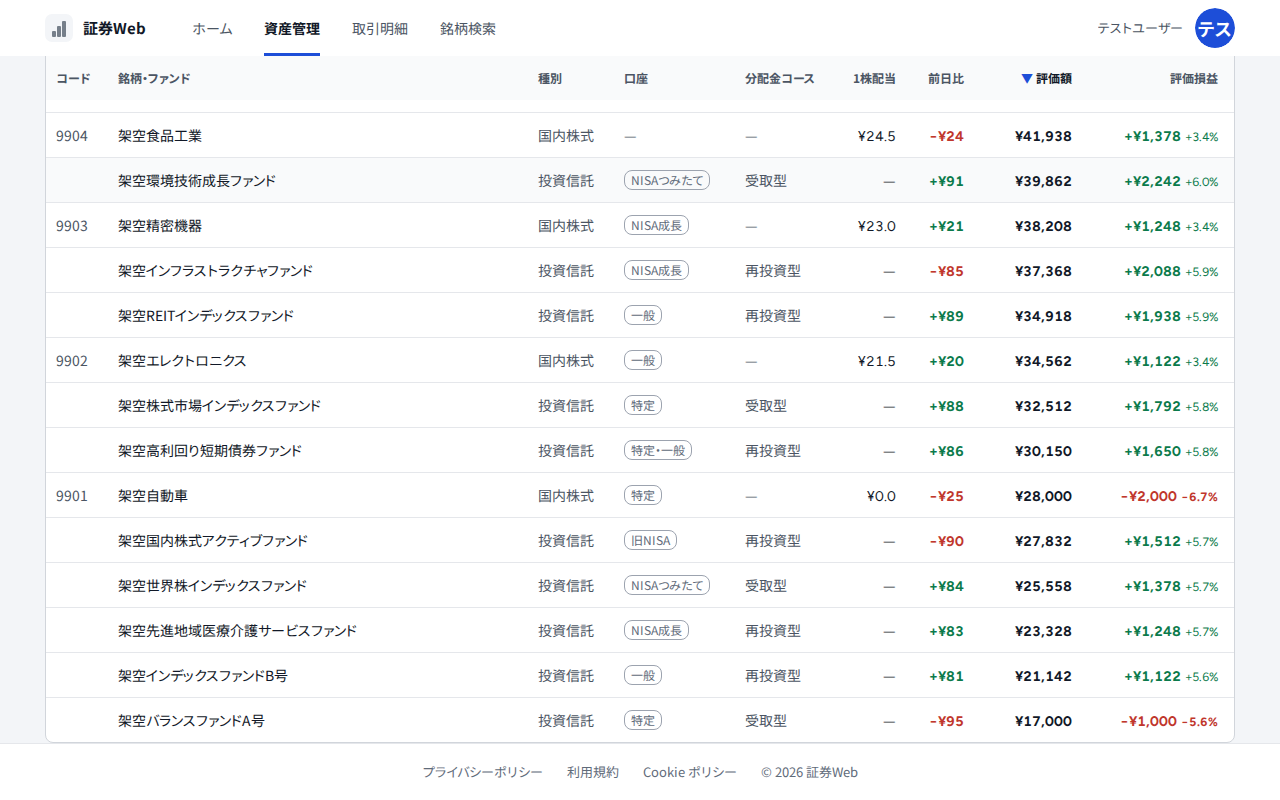 証券Web ホーム 資産管理 取引明細 銘柄検索 テストユーザー テス
コード 銘柄・ファンド 種別 口座 分配金コース 1株配当 前日比 ▼ 評価額 評価損益
9904 架空食品工業 国内株式 — — ¥24.5 -¥24 ¥41,938 +¥1,378 +3.4%
架空環境技術成長ファンド 投資信託 NISAつみたて 受取型 — +¥91 ¥39,862 +¥2,242 +6.0%
9903 架空精密機器 国内株式 NISA成長 — ¥23.0 +¥21 ¥38,208 +¥1,248 +3.4%
架空インフラストラクチャファンド 投資信託 NISA成長 再投資型 — -¥85 ¥37,368 +¥2,088 +5.9%
架空REITインデックスファンド 投資信託 一般 再投資型 — +¥89 ¥34,918 +¥1,938 +5.9%
9902 架空エレクトロニクス 国内株式 一般 — ¥21.5 +¥20 ¥34,562 +¥1,122 +3.4%
架空株式市場インデックスファンド 投資信託 特定 受取型 — +¥88 ¥32,512 +¥1,792 +5.8%
架空高利回り短期債券ファンド 投資信託 特定・一般 再投資型 — +¥86 ¥30,150 +¥1,650 +5.8%
9901 架空自動車 国内株式 特定 — ¥0.0 -¥25 ¥28,000 -¥2,000 -6.7%
架空国内株式アクティブファンド 投資信託 旧NISA 再投資型 — -¥90 ¥27,832 +¥1,512 +5.7%
架空世界株インデックスファンド 投資信託 NISAつみたて 受取型 — +¥84 ¥25,558 +¥1,378 +5.7%
架空先進地域医療介護サービスファンド 投資信託 NISA成長 再投資型 — +¥83 ¥23,328 +¥1,248 +5.7%
架空インデックスファンドB号 投資信託 一般 再投資型 — +¥81 ¥21,142 +¥1,122 +5.6%
架空バランスファンドA号 投資信託 特定 受取型 — -¥95 ¥17,000 -¥1,000 -5.6%
プライバシーポリシー 利用規約 Cookie ポリシー © 2026 証券Web